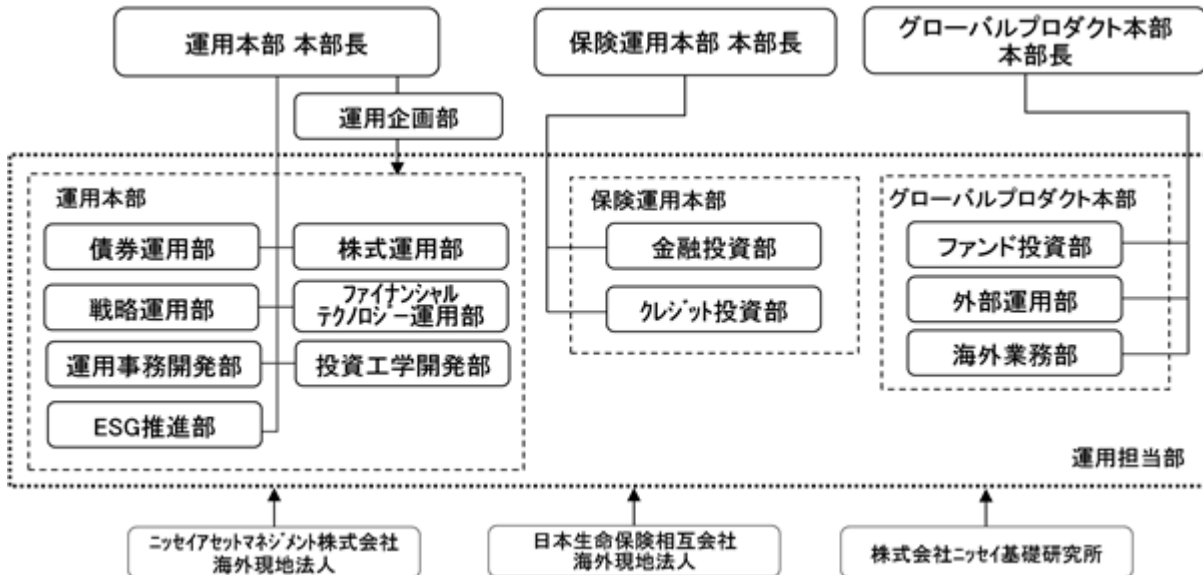 運用本部 本部長
保険運用本部 本部長
グローバルプロダクト本部
本部長
運用企画部
運用本部
債券運用部
株式運用部
戦略運用部
ファイナンシャル
テクノロジー運用部
運用事務開発部
投資工学開発部
ESG推進部
保険運用本部
金融投資部
クレジット投資部
グローバルプロダクト本部
ファンド投資部
外部運用部
海外業務部
運用担当部
ニッセイアセットマネジメント株式会社
海外現地法人
日本生命保険相互会社
海外現地法人
株式会社ニッセイ基礎研究所